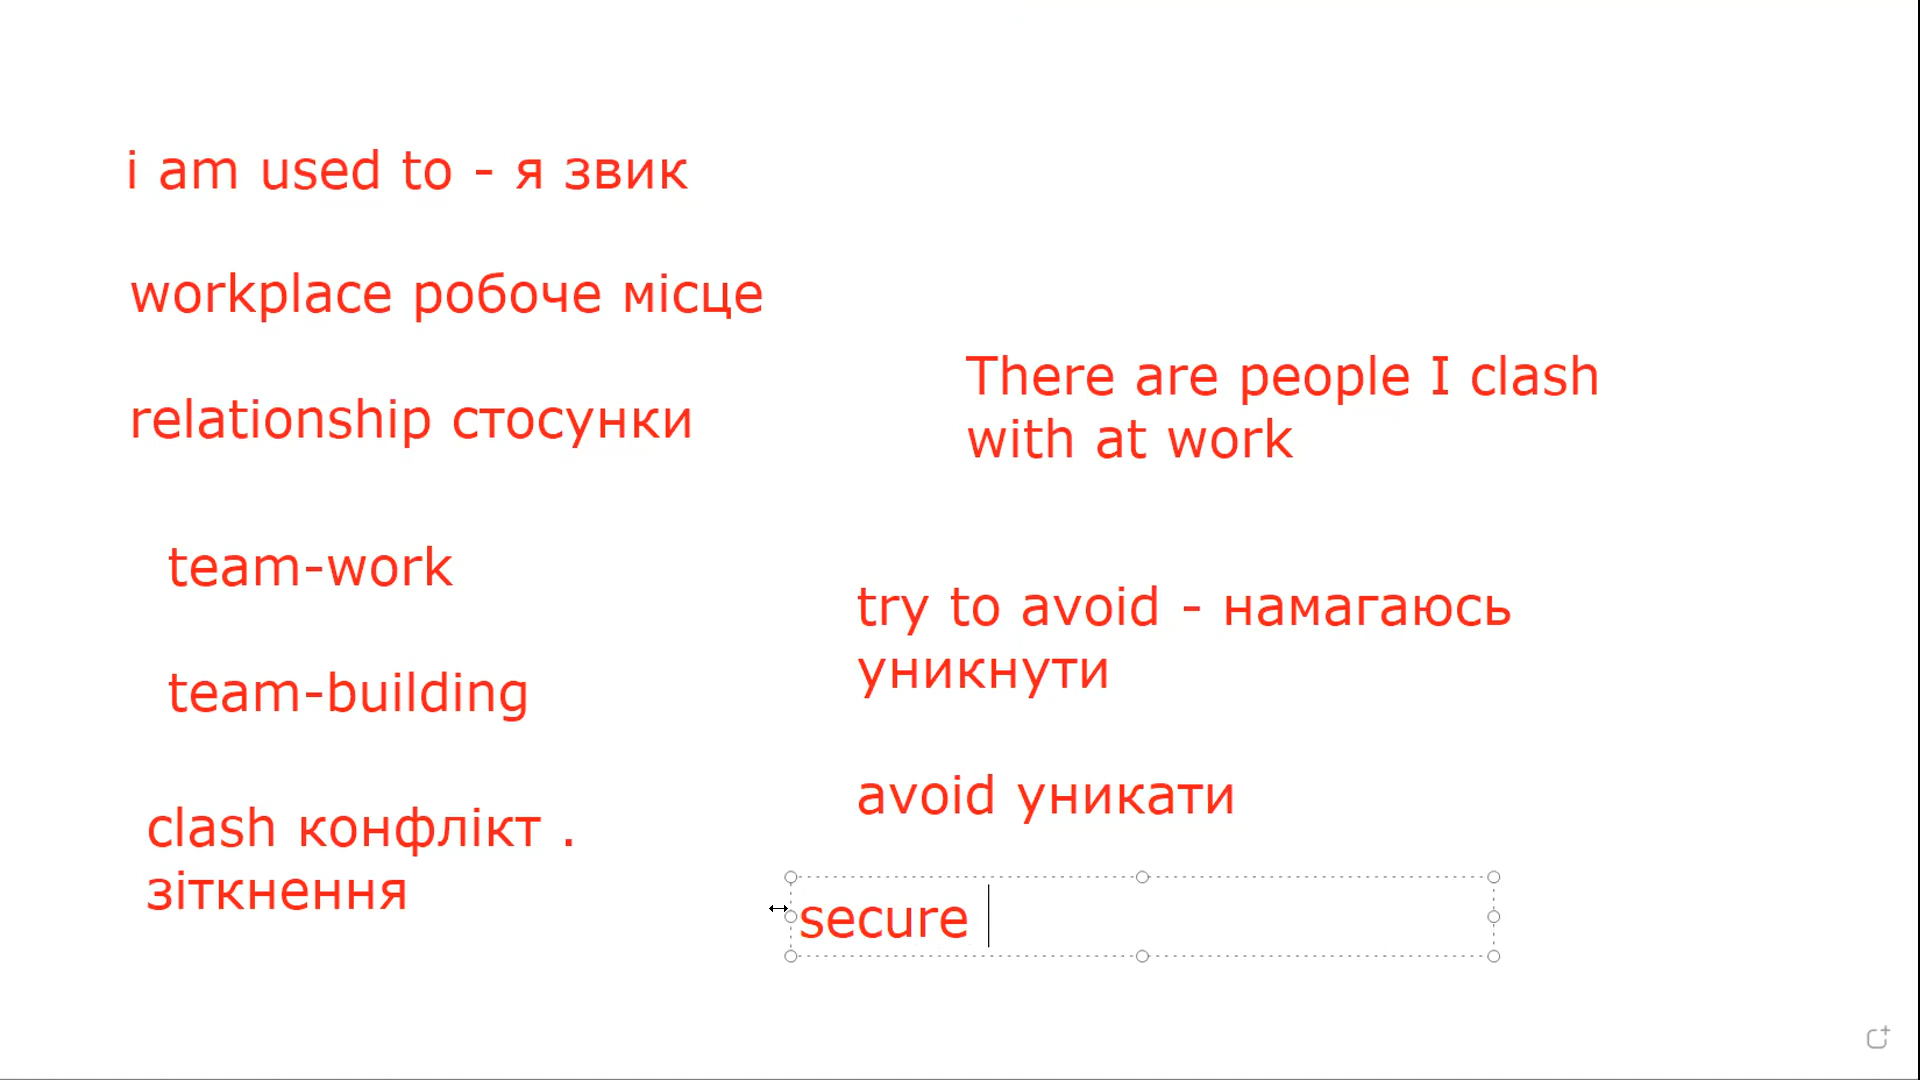 i am used to - я звик
workplace робоче місце
relationship стосунки
team-work
team-building
clash конфлікт .
зіткнення
There are people I clash
with at work
try to avoid - намагаюсь
уникнути
avoid уникати
secure